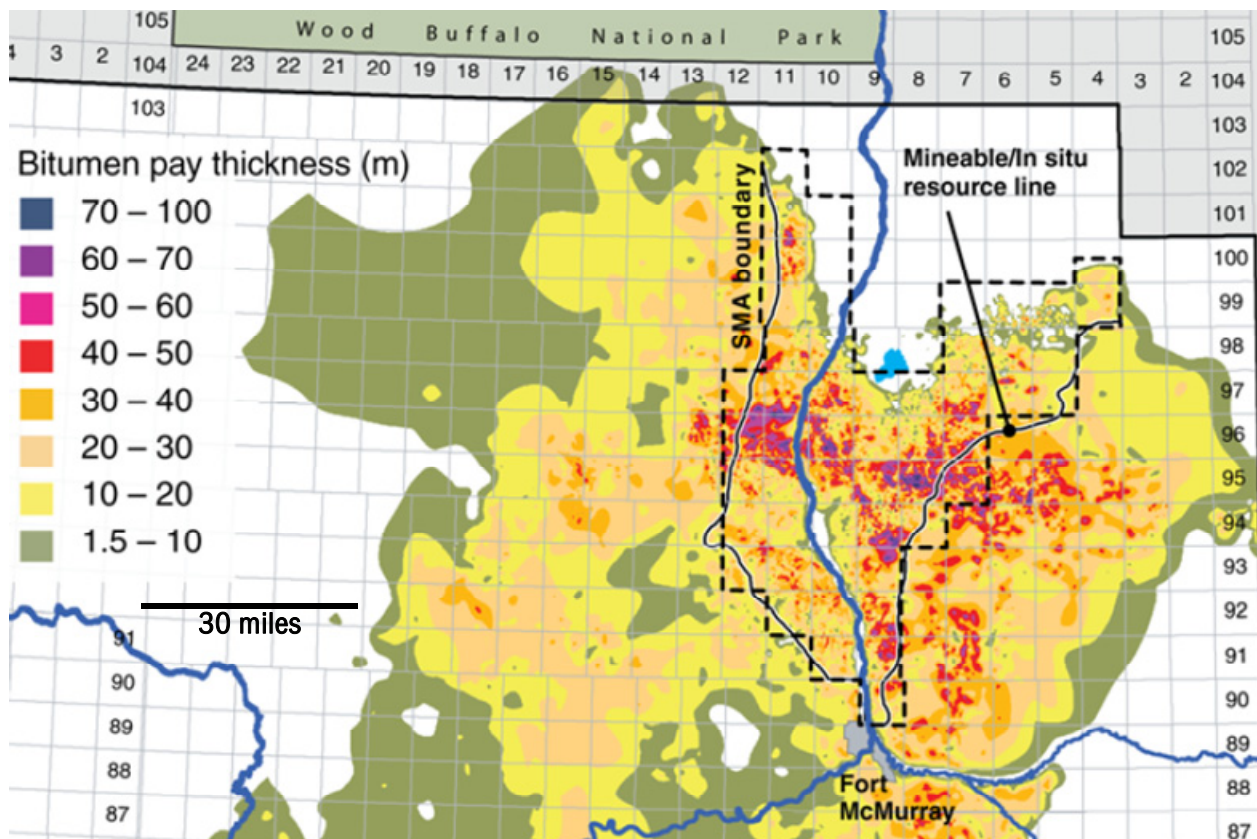 105
Wood Buffalo National Park
105
4 3 2 104 24 23 22 21 20 19 18 17 16 15 14 13 12 11 10 9 8 7 6 5 4 3 2 104
103
103
Bitumen pay thickness (m)
Mineable/In situ
resource line
102
SMA boundary
70 – 100
101
60 – 70
100
50 – 60
99
40 – 50
98
30 – 40
97
20 – 30
96
10 – 20
95
1.5 – 10
94
93
30 miles
92
91
91
90
90
89
89
88
88
Fort
McMurray
87
87